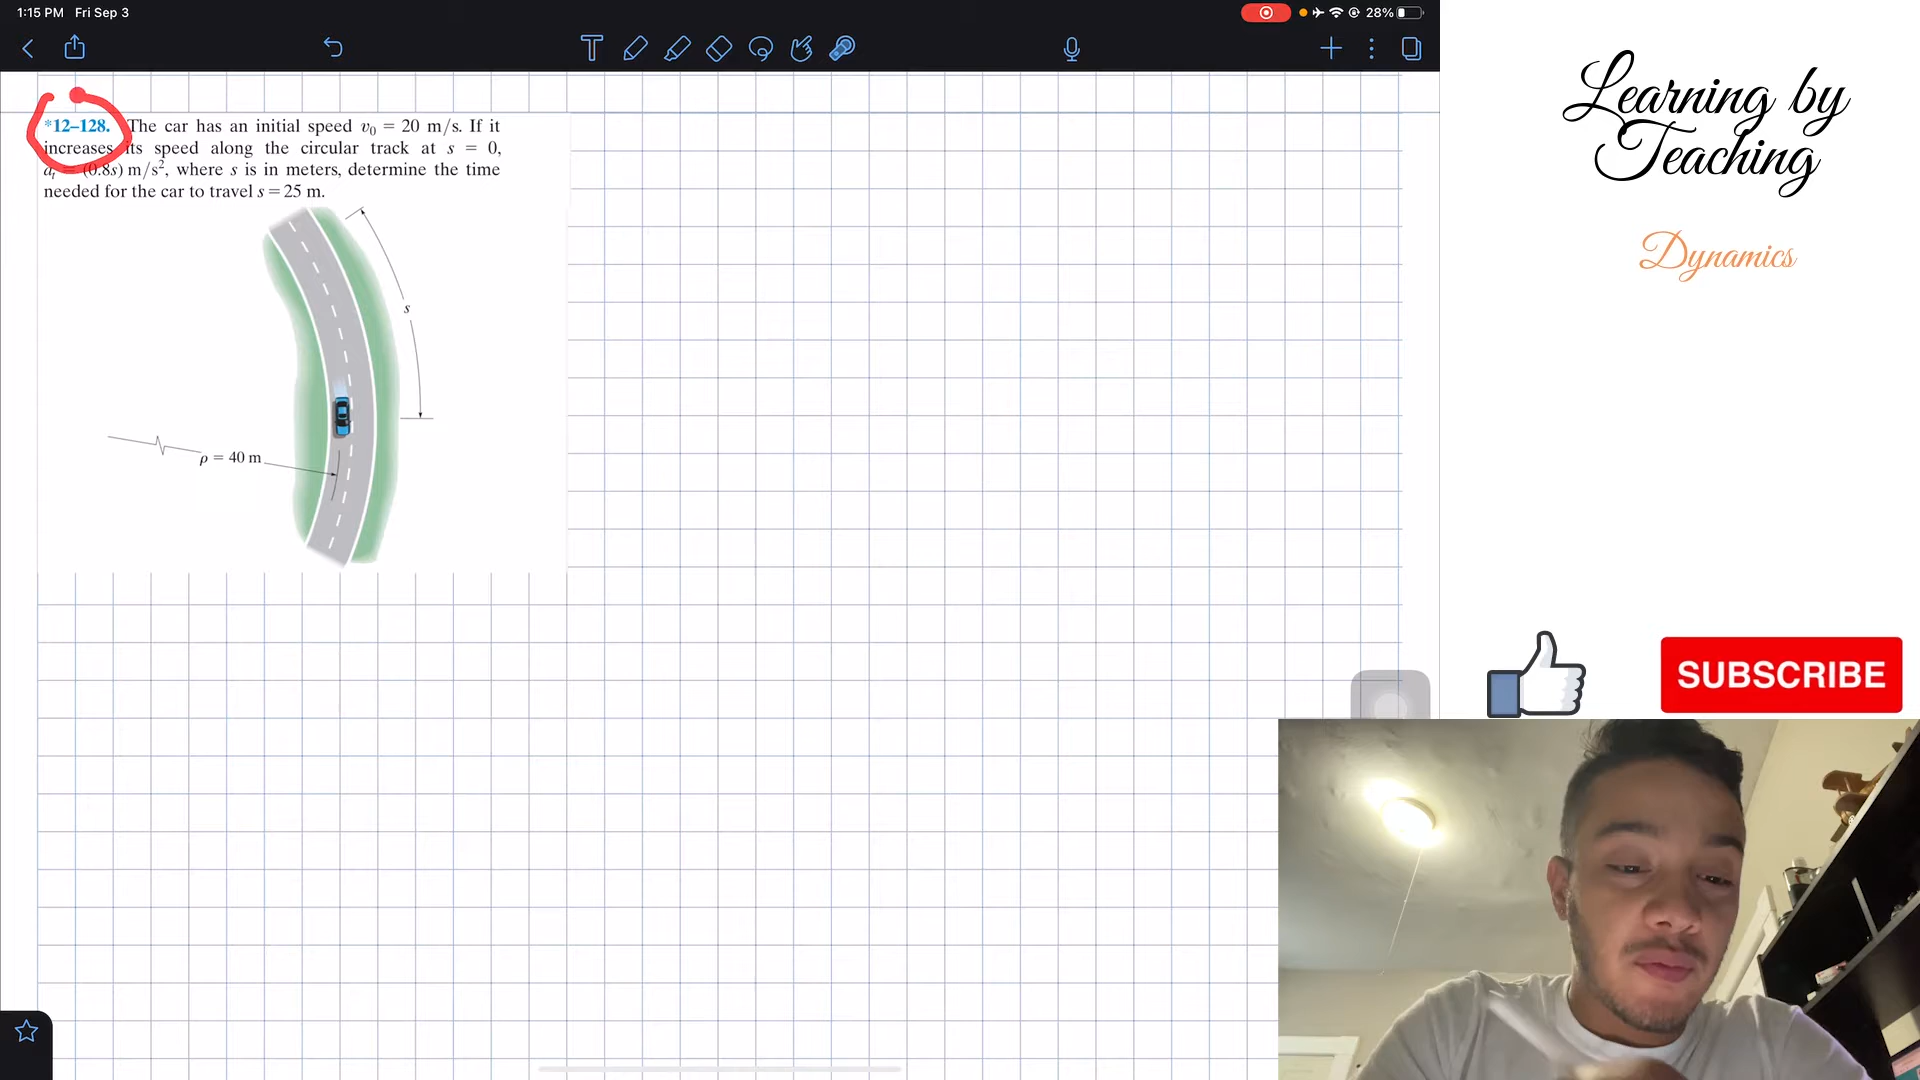 1:15 PM Fri Sep 3
28%
*12–128. The car has an initial speed v₀ = 20 m/s. If it
increases its speed along the circular track at s = 0,
aₜ = (0.8s) m/s², where s is in meters, determine the time
needed for the car to travel s = 25 m.
s
ρ = 40 m
Learning by
Teaching
Dynamics
SUBSCRIBE